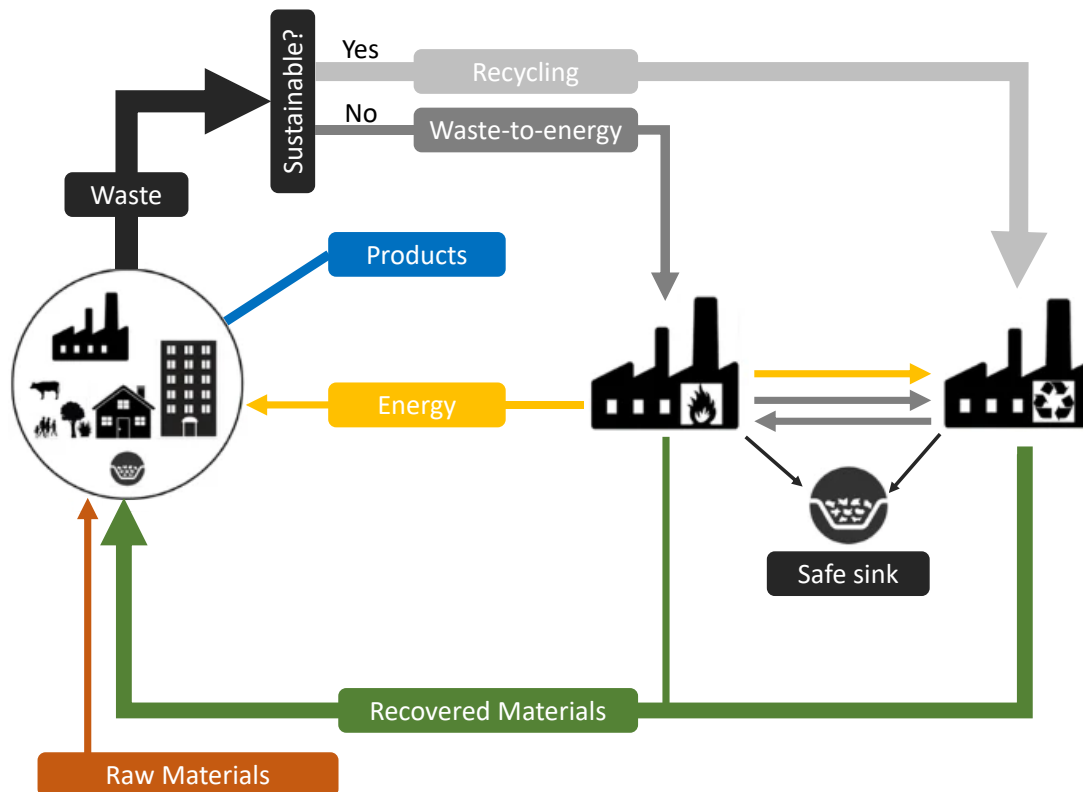 Sustainable?
Yes
Recycling
No
Waste-to-energy
Waste
Products
Energy
Safe sink
Recovered Materials
Raw Materials